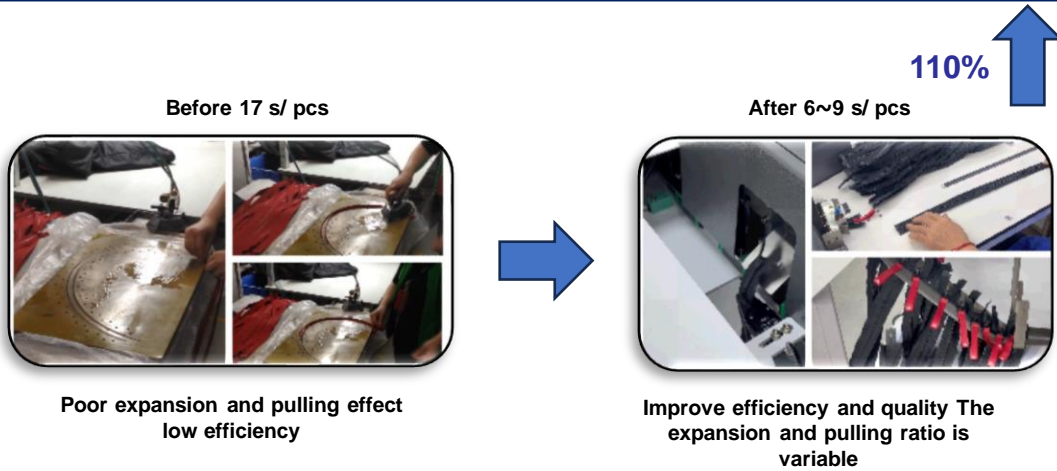 110%
Before 17 s/ pcs
After 6~9 s/ pcs
Poor expansion and pulling effect
low efficiency
Improve efficiency and quality The
expansion and pulling ratio is
variable